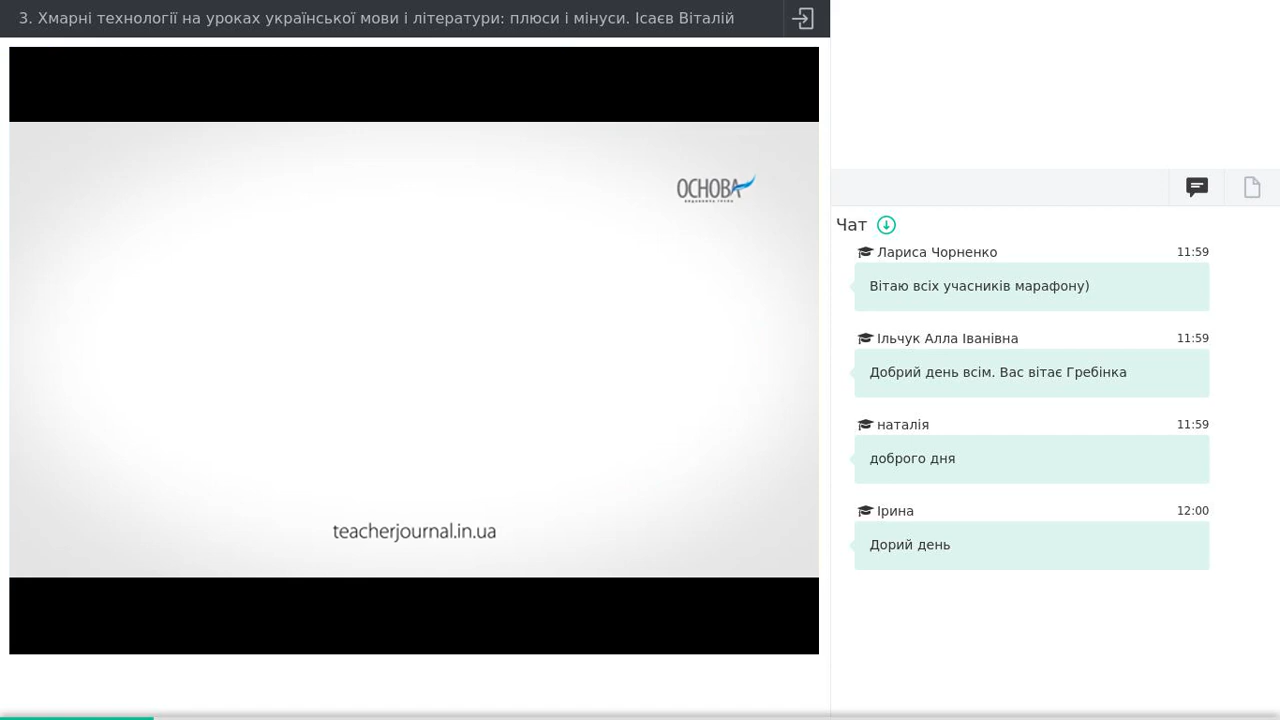 3. Хмарні технології на уроках української мови і літератури: плюси і мінуси. Ісаєв Віталій
ОСНОВА
teacherjournal.in.ua
Чат
Лариса Чорненко 11:59
Вітаю всіх учасників марафону)
Ільчук Алла Іванівна 11:59
Добрий день всім. Вас вітає Гребінка
наталія 11:59
доброго дня
Ірина 12:00
Дорий день